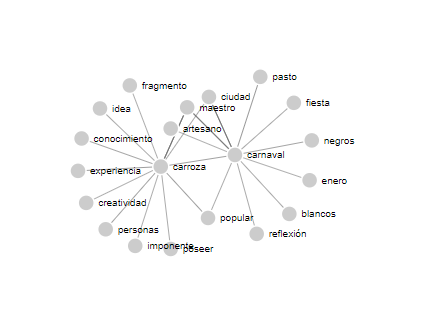 pasto
fragmento
ciudad
fiesta
idea
maestro
artesano
conocimiento
negros
carnaval
carroza
experiencia
enero
creatividad
blancos
popular
personas
reflexión
imponente
poseer